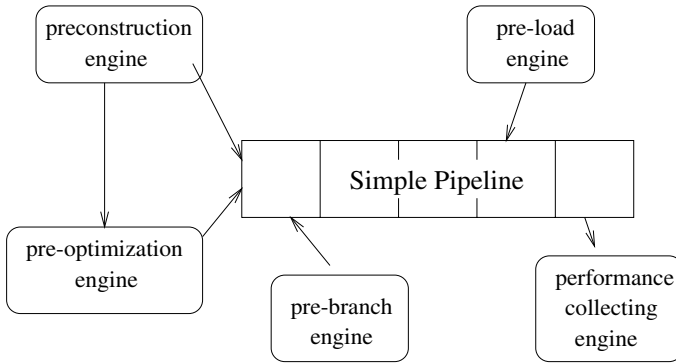 preconstruction
engine
pre-load
engine
Simple Pipeline
pre-optimization
engine
pre-branch
engine
performance
collecting
engine